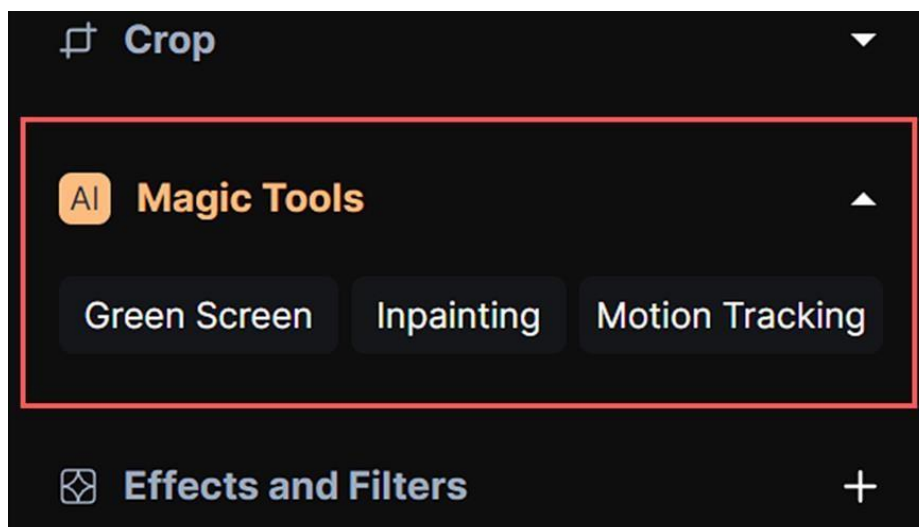 Crop
AI Magic Tools
Green Screen Inpainting Motion Tracking
Effects and Filters